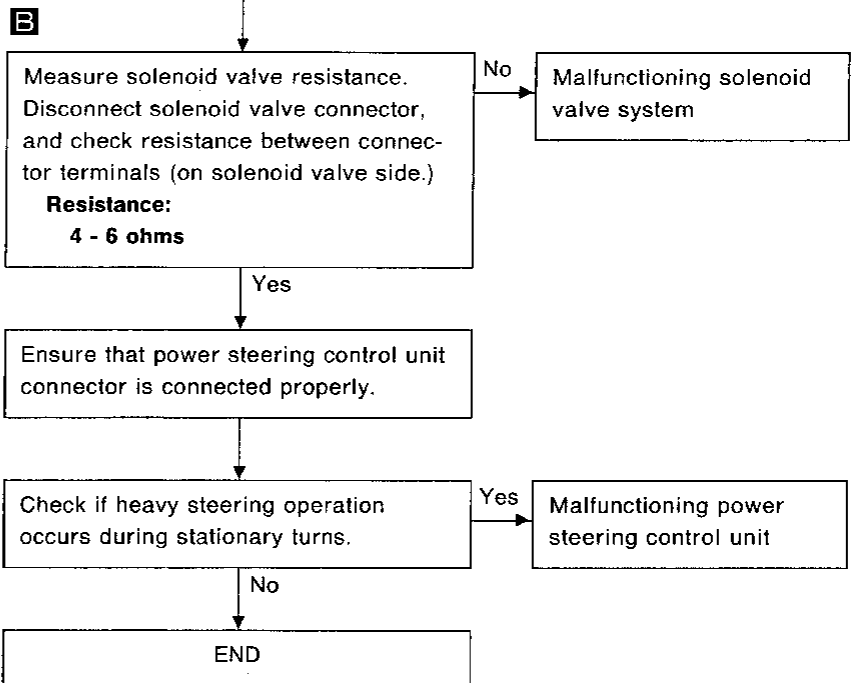 B
Measure solenoid valve resistance.
Disconnect solenoid valve connector,
and check resistance between connec-
tor terminals (on solenoid valve side.)
Resistance:
4 - 6 ohms
No
Malfunctioning solenoid
valve system
Yes
Ensure that power steering control unit
connector is connected properly.
Check if heavy steering operation
occurs during stationary turns.
Yes
Malfunctioning power
steering control unit
No
END